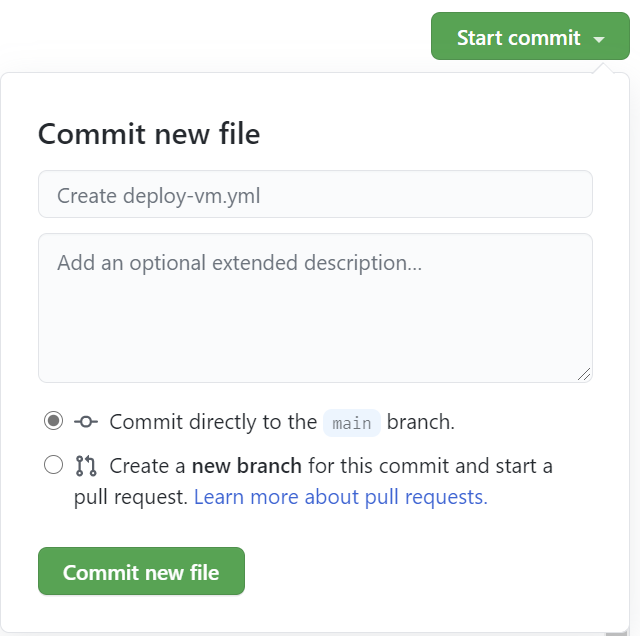 Start commit
Commit new file
Create deploy-vm.yml
Add an optional extended description...
Commit directly to the main branch.
Create a new branch for this commit and start a
pull request. Learn more about pull requests.
Commit new file